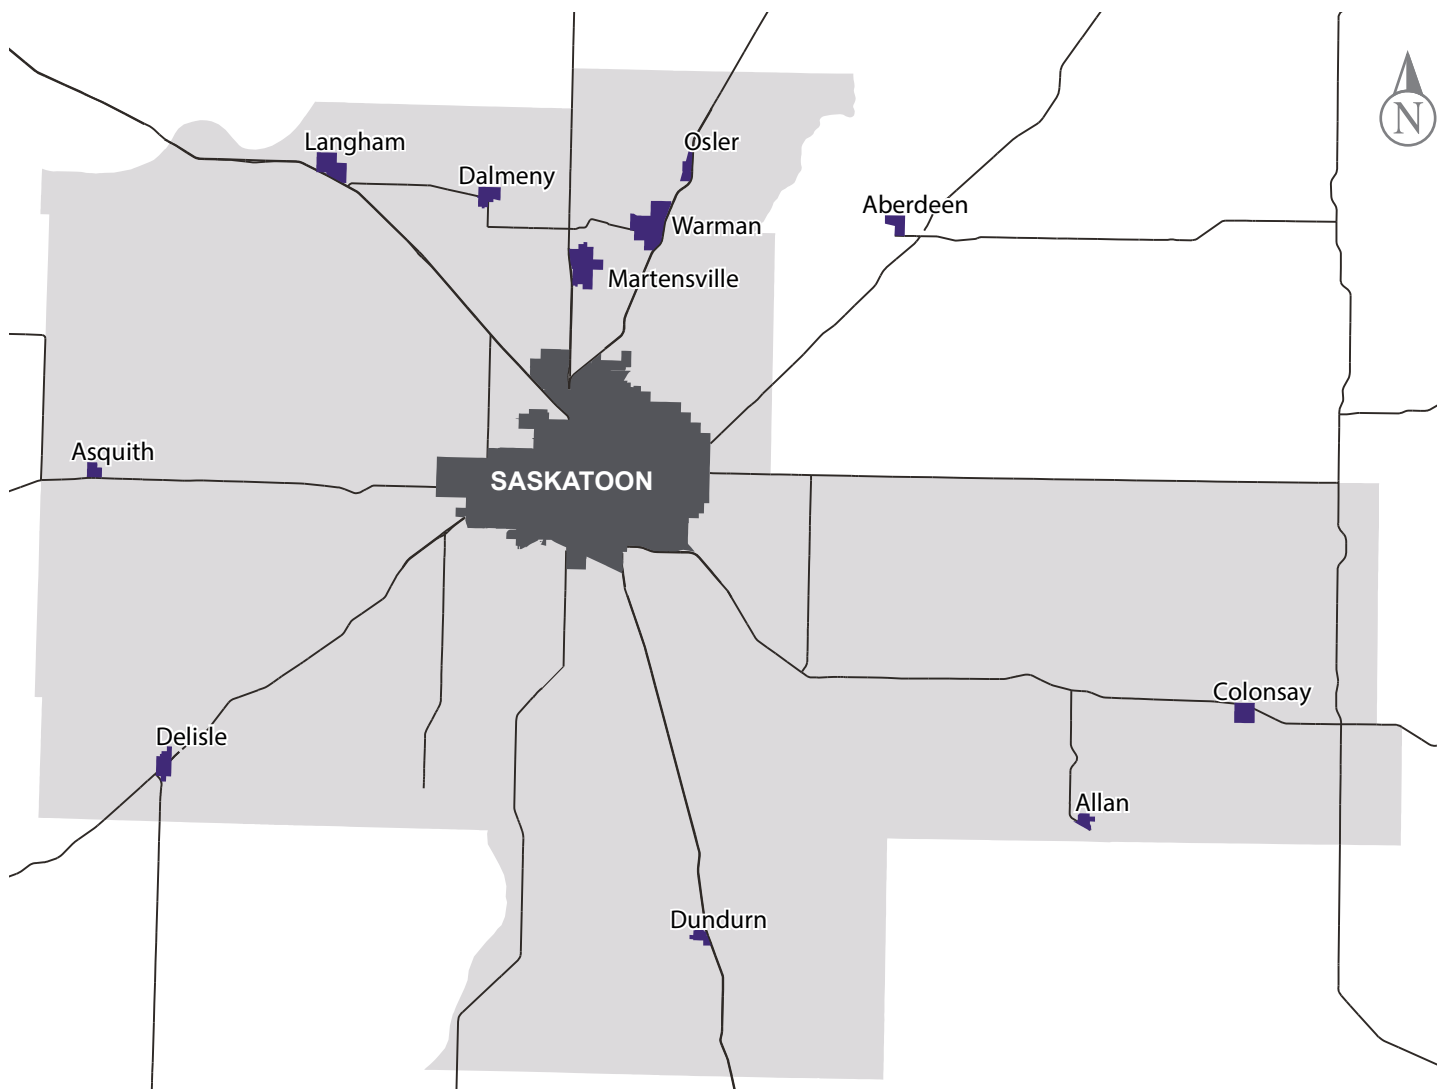 Langham
Osler
Dalmeny
Aberdeen
Warman
Martensville
N
Asquith
SASKATOON
Colonsay
Delisle
Allan
Dundurn